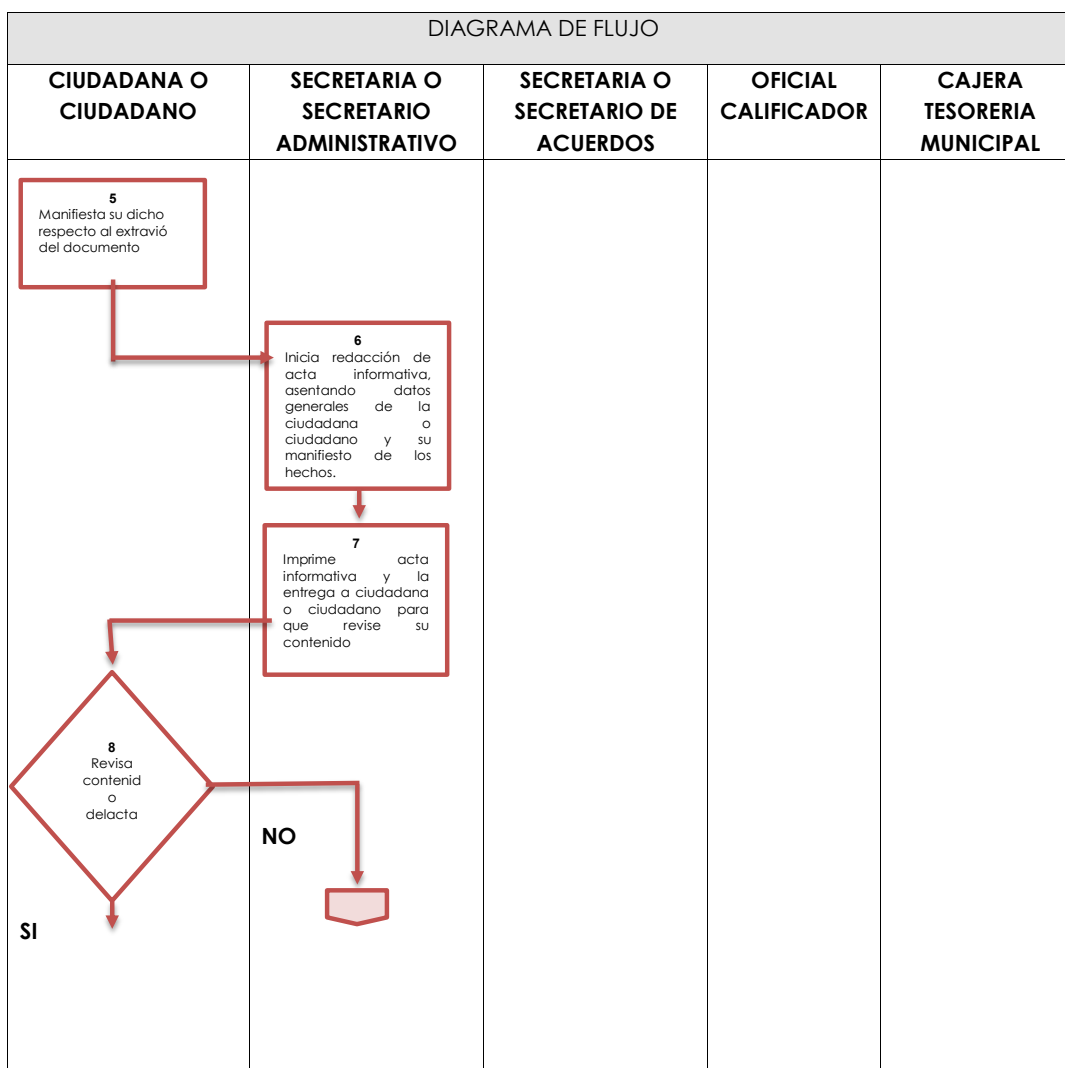 DIAGRAMA DE FLUJO
CIUDADANA O
CIUDADANO
SECRETARIA O
SECRETARIO
ADMINISTRATIVO
SECRETARIA O
SECRETARIO DE
ACUERDOS
OFICIAL
CALIFICADOR
CAJERA
TESORERIA
MUNICIPAL
5
Manifiesta su dicho
respecto al extravió
del documento
6
Inicia redacción de
acta informativa,
asentando datos
generales de la
ciudadana o
ciudadano y su
manifiesto de los
hechos.
7
Imprime acta
informativa y la
entrega a ciudadana
o ciudadano para
que revise su
contenido
8
Revisa
contenid
o
delacta
NO
SI